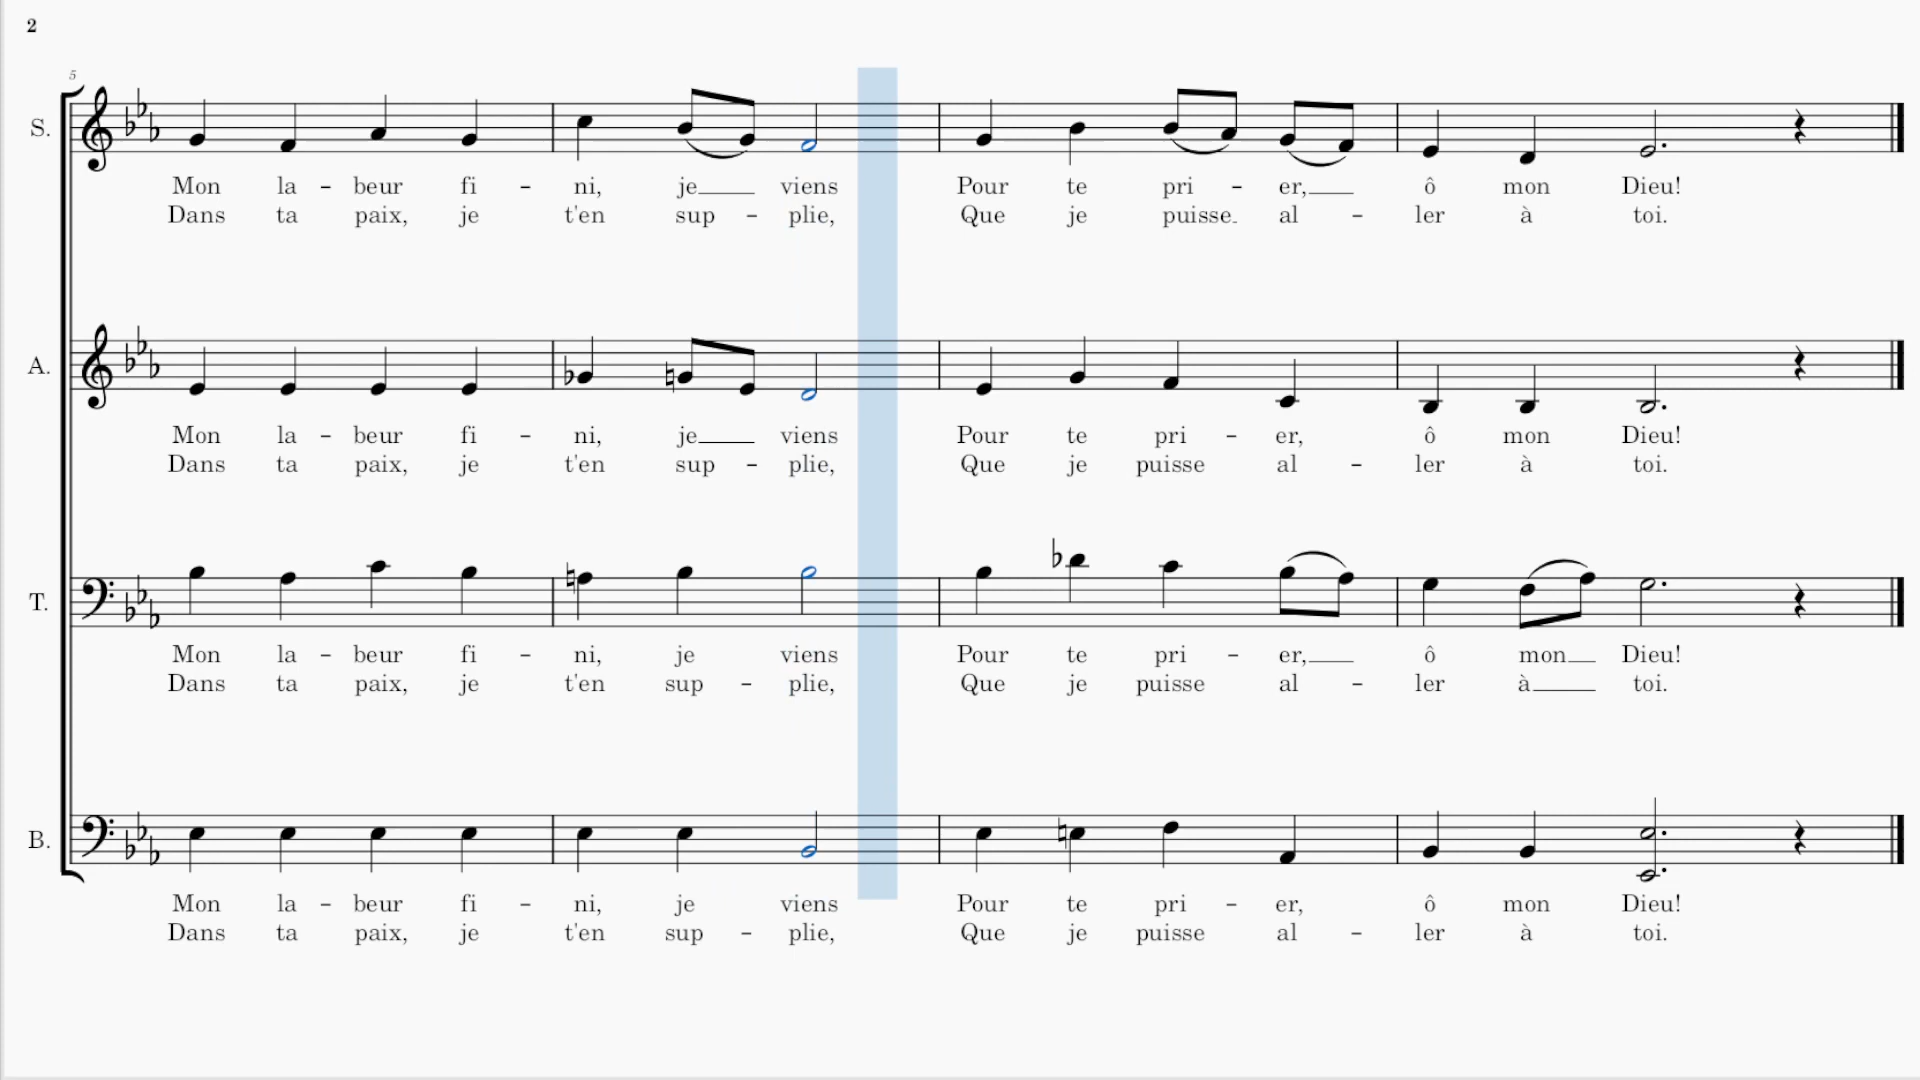 2
5
S.
Mon la - beur fi - ni, je viens Pour te pri - er, ô mon Dieu!
Dans ta paix, je t'en sup - plie, Que je puisse al - ler à toi.
A.
Mon la - beur fi - ni, je viens Pour te pri - er, ô mon Dieu!
Dans ta paix, je t'en sup - plie, Que je puisse al - ler à toi.
T.
Mon la - beur fi - ni, je viens Pour te pri - er, ô mon Dieu!
Dans ta paix, je t'en sup - plie, Que je puisse al - ler à toi.
B.
Mon la - beur fi - ni, je viens Pour te pri - er, ô mon Dieu!
Dans ta paix, je t'en sup - plie, Que je puisse al - ler à toi.